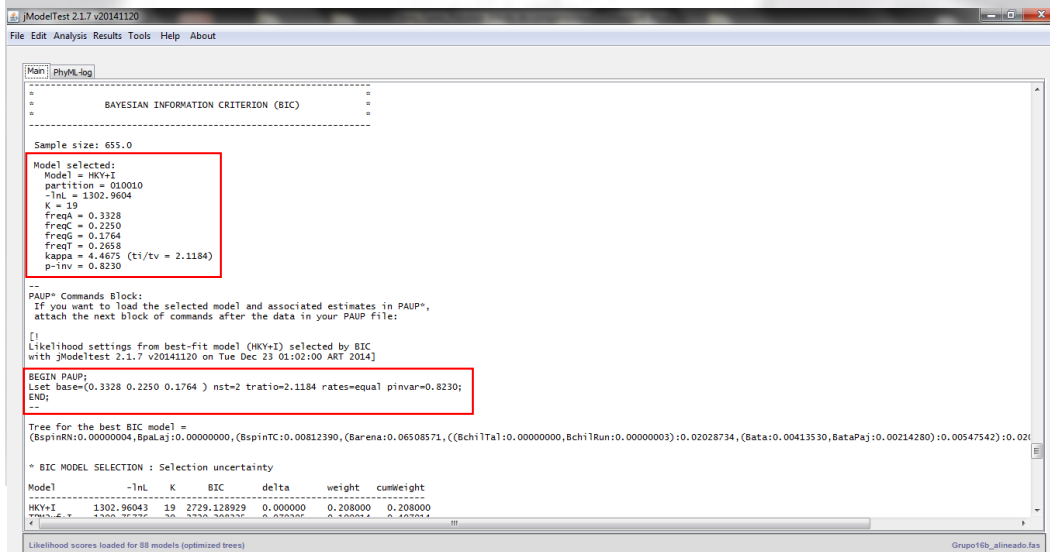 jModelTest 2.1.7 v20141120
File Edit Analysis Results Tools Help About
Main PhyML-log
--------------------------------------------------------------------
* *
* BAYESIAN INFORMATION CRITERION (BIC) *
* *
--------------------------------------------------------------------
Sample size: 655.0
Model selected:
Model = HKY+I
partition = 010010
-lnL = 1302.9604
K = 19
freqA = 0.3328
freqC = 0.2250
freqG = 0.1764
freqT = 0.2658
kappa = 4.4675 (ti/tv = 2.1184)
p-inv = 0.8230
--
PAUP* Commands Block:
If you want to load the selected model and associated estimates in PAUP*,
attach the next block of commands after the data in your PAUP file:
[!
Likelihood settings from best-fit model (HKY+I) selected by BIC
with jModeltest 2.1.7 v20141120 on Tue Dec 23 01:02:00 ART 2014]
BEGIN PAUP;
Lset base=(0.3328 0.2250 0.1764 ) nst=2 tratio=2.1184 rates=equal pinvar=0.8230;
END;
--
Tree for the best BIC model =
(BspinRN:0.00000004,BpaLaj:0.00000000,(BspinTC:0.00812390,(Barena:0.06508571,((BchilTal:0.00000000,BchilRun:0.00000003):0.02028734,(Bata:0.00413530,BataPaj:0.00214280):0.00547542):0.02
* BIC MODEL SELECTION : Selection uncertainty
Model -lnL K BIC delta weight cumWeight
--------------------------------------------------------------------
HKY+I 1302.96043 19 2729.128929 0.000000 0.208000 0.208000
Likelihood scores loaded for 88 models (optimized trees)
Grupo16b_alineado.fas